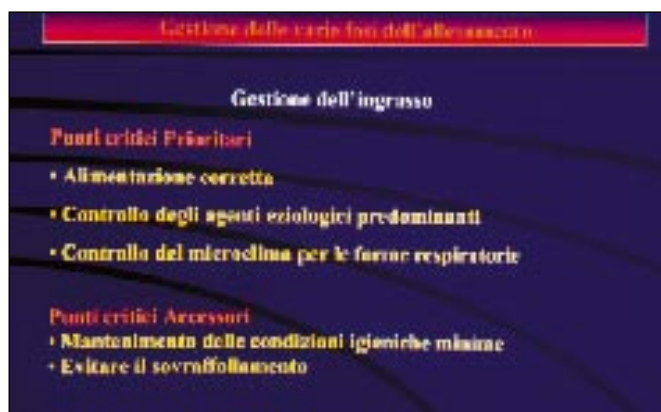 Gestione delle varie fasi dell'allevamento
Gestione dell'ingrasso
Punti critici Prioritari
• Alimentazione corretta
• Controllo degli agenti eziologici predominanti
• Controllo del microclima per le forme respiratorie
Punti critici Accessori
• Mantenimento delle condizioni igieniche minime
• Evitare il sovraffollamento